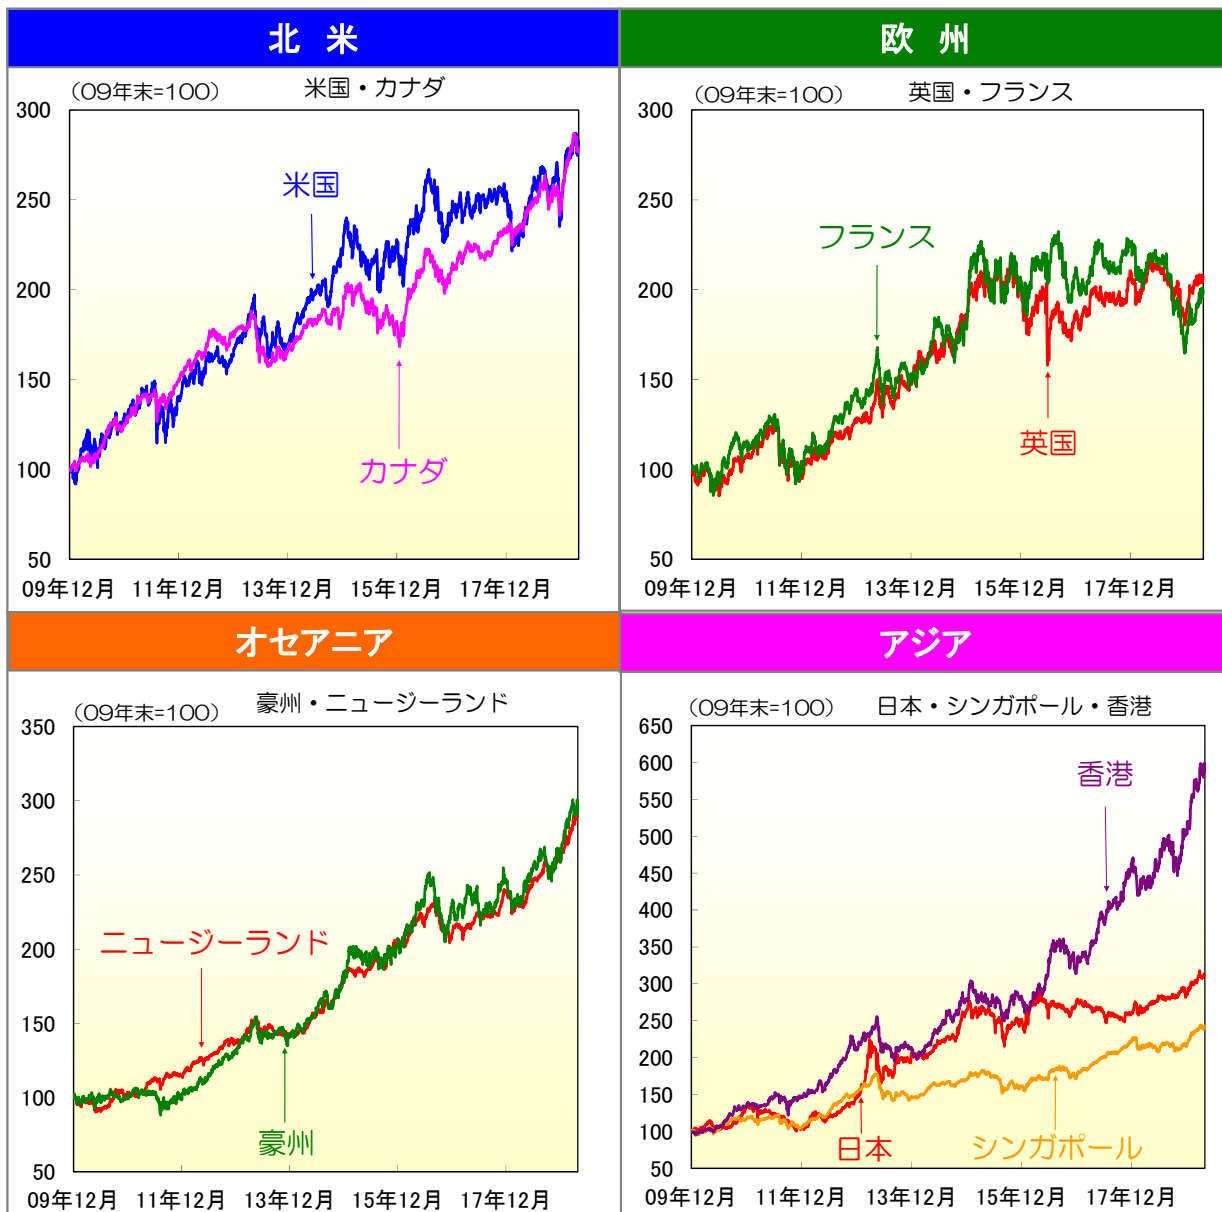 北 米
（09年末=100） 米国・カナダ
300
250
200
150
100
50
米国
カナダ
09年12月 11年12月 13年12月 15年12月 17年12月
欧 州
（09年末=100） 英国・フランス
300
250
200
150
100
50
フランス
英国
09年12月 11年12月 13年12月 15年12月 17年12月
オセアニア
（09年末=100） 豪州・ニュージーランド
350
300
250
200
150
100
50
ニュージーランド
豪州
09年12月 11年12月 13年12月 15年12月 17年12月
アジア
（09年末=100） 日本・シンガポール・香港
650
600
550
500
450
400
350
300
250
200
150
100
50
香港
日本
シンガポール
09年12月 11年12月 13年12月 15年12月 17年12月